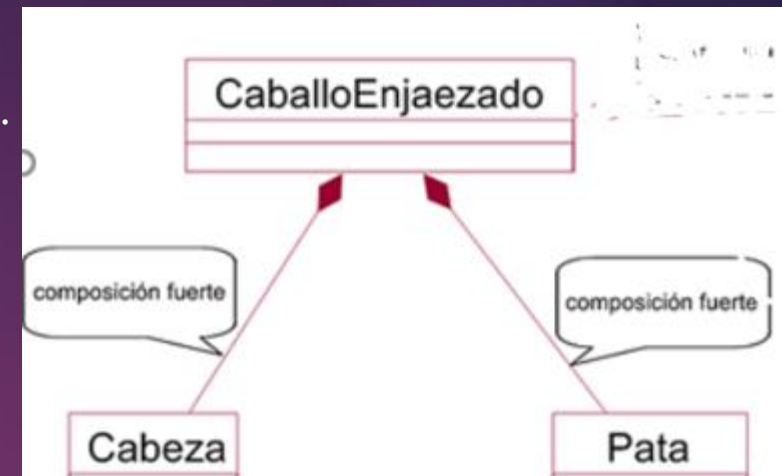 CaballoEnjaezado
composición fuerte
composición fuerte
Cabeza
Pata